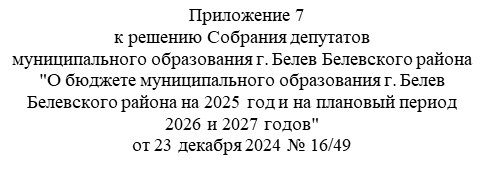 Приложение 7
к решению Собрания депутатов
муниципального образования г. Белев Белевского района
"О бюджете муниципального образования г. Белев
Белевского района на 2025 год и на плановый период
2026 и 2027 годов"
от 23 декабря 2024 № 16/49